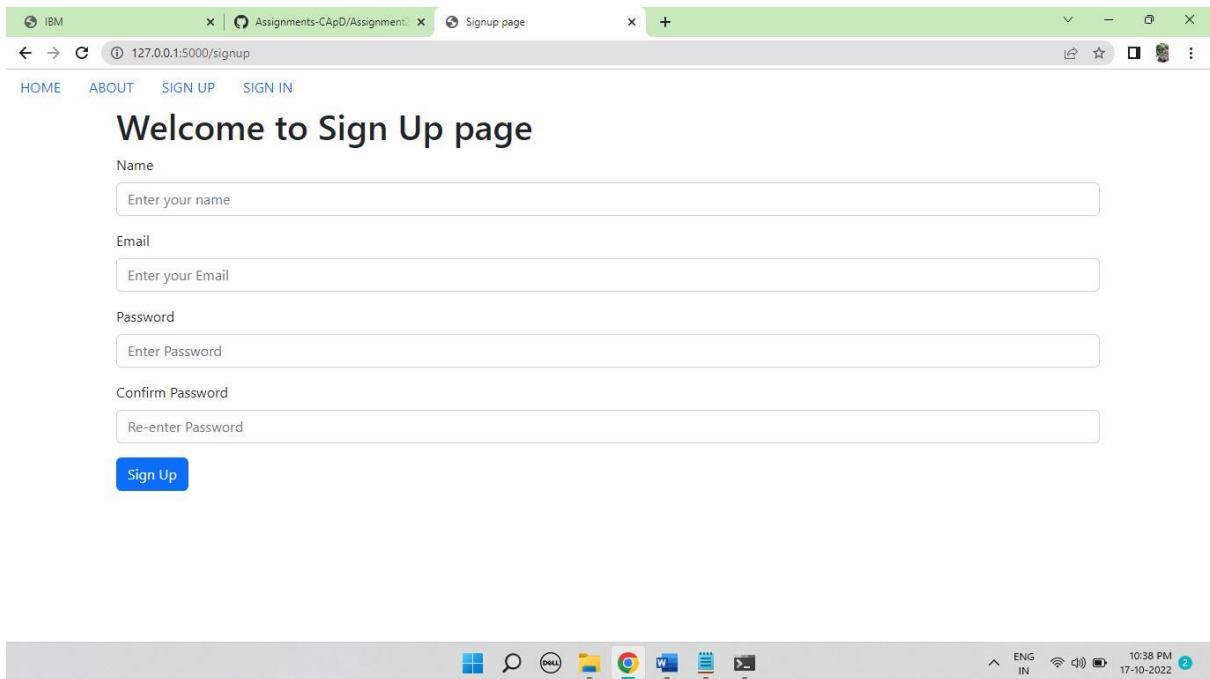 IBM
Assignments-CApD/Assignment2
Signup page
127.0.0.1:5000/signup
HOME ABOUT SIGN UP SIGN IN
Welcome to Sign Up page
Name
Enter your name
Email
Enter your Email
Password
Enter Password
Confirm Password
Re-enter Password
Sign Up
DELL
W
ENG
IN
10:38 PM
17-10-2022
2